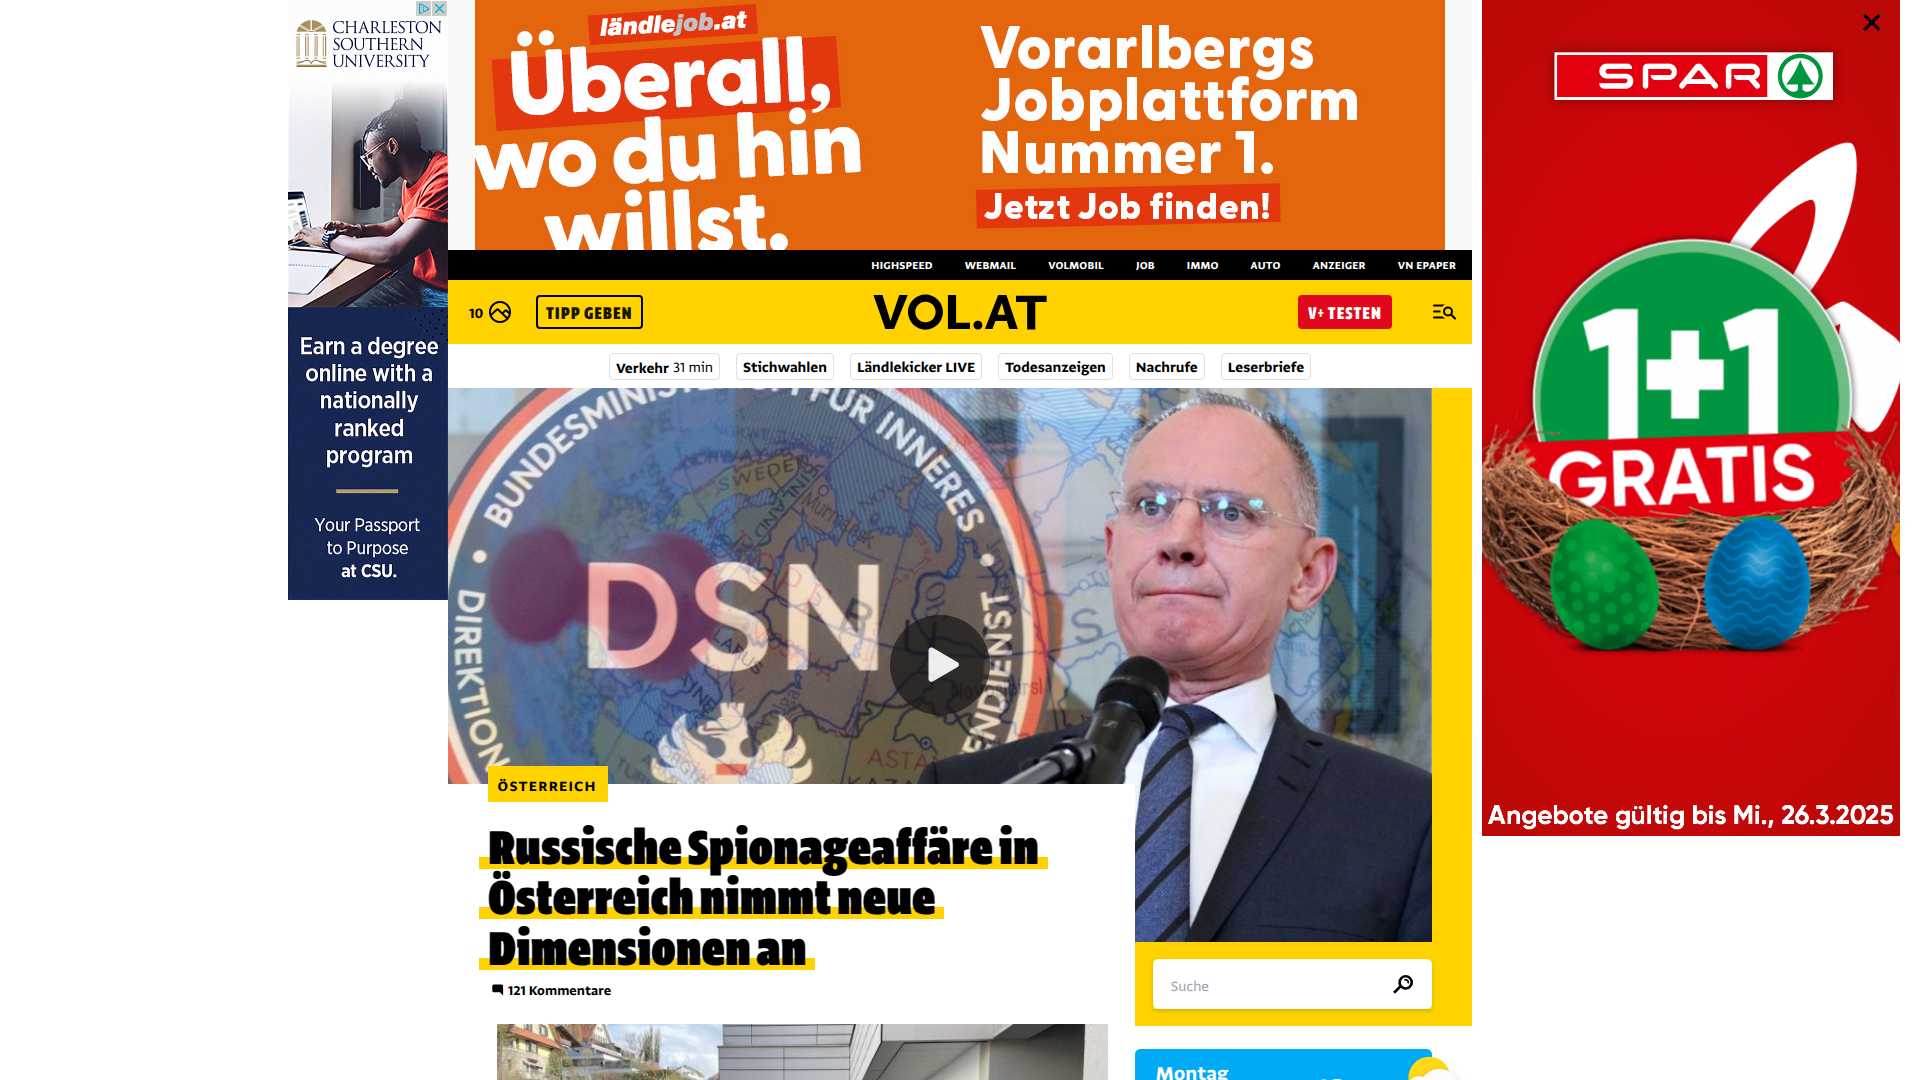 CHARLESTON
SOUTHERN
UNIVERSITY
Earn a degree
online with a
nationally
ranked
program
Your Passport
to Purpose
at CSU.
ländlejob.at
Überall,
wo du hin
willst.
Vorarlbergs
Jobplattform
Nummer 1.
Jetzt Job finden!
SPAR
1+1
GRATIS
Angebote gültig bis Mi., 26.3.2025
HIGHSPEED WEBMAIL VOLMOBIL JOB IMMO AUTO ANZEIGER VN EPAPER
10 TIPP GEBEN VOL.AT V+ TESTEN
Verkehr 31 min Stichwahlen Ländlekicker LIVE Todesanzeigen Nachrufe Leserbriefe
FÜR INNERES
DIREKTION
DSN
ÖSTERREICH
Russische Spionageaffäre in
Österreich nimmt neue
Dimensionen an
121 Kommentare
Suche
Montag